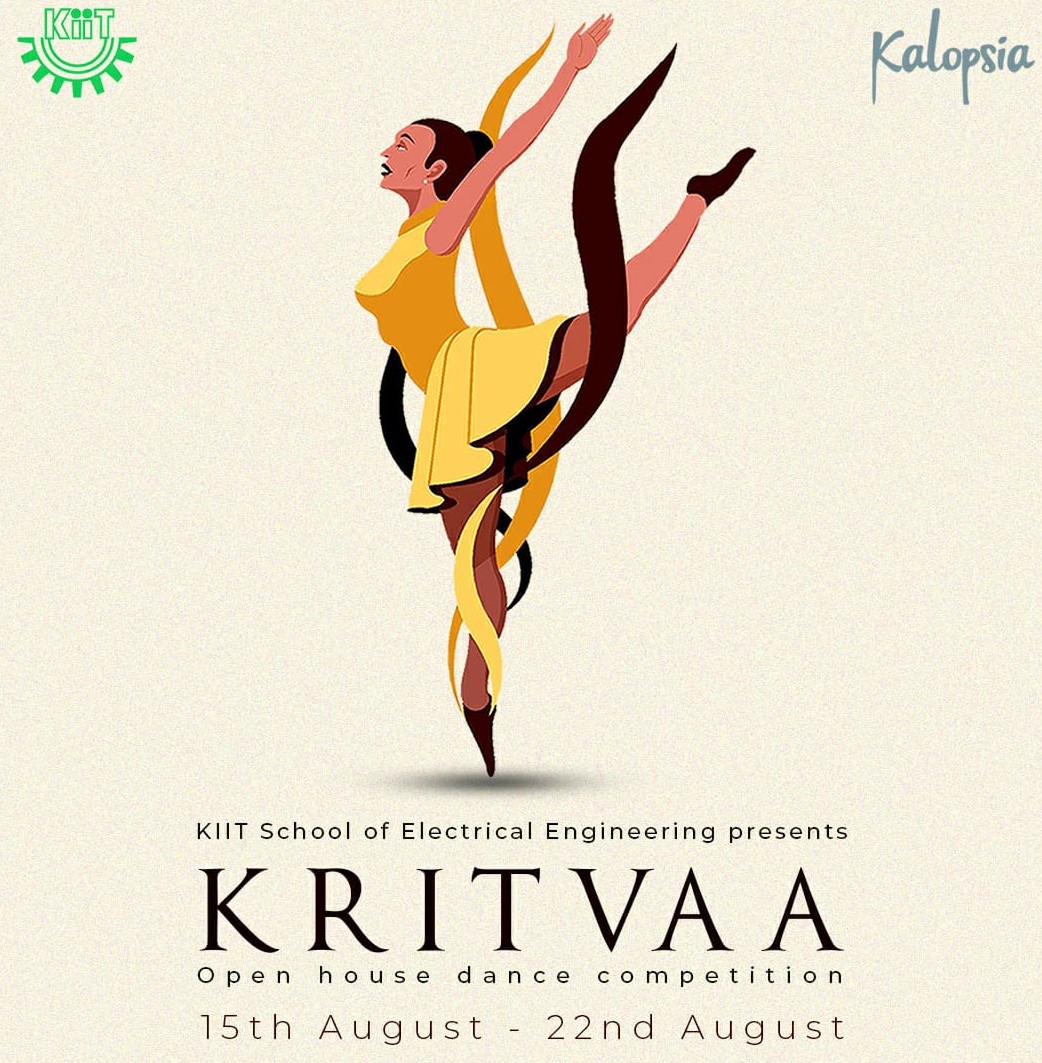 KiiT
Kalopsia
KIIT School of Electrical Engineering presents
KRITVAA
Open house dance competition
15th August - 22nd August